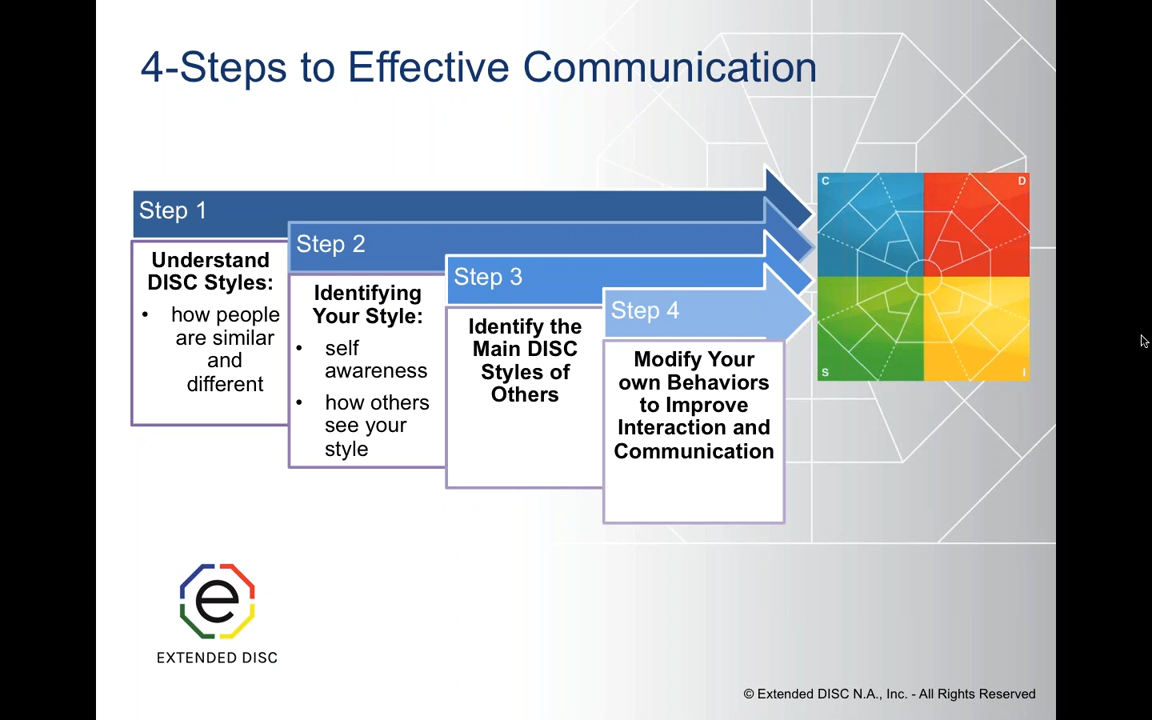 4-Steps to Effective Communication
Step 1
Understand
DISC Styles:
• how people
are similar
and
different
Step 2
Identifying
Your Style:
• self
awareness
• how others
see your
style
Step 3
Identify the
Main DISC
Styles of
Others
Step 4
Modify Your
own Behaviors
to Improve
Interaction and
Communication
C
D
S
I
e
EXTENDED DISC
© Extended DISC N.A., Inc. - All Rights Reserved